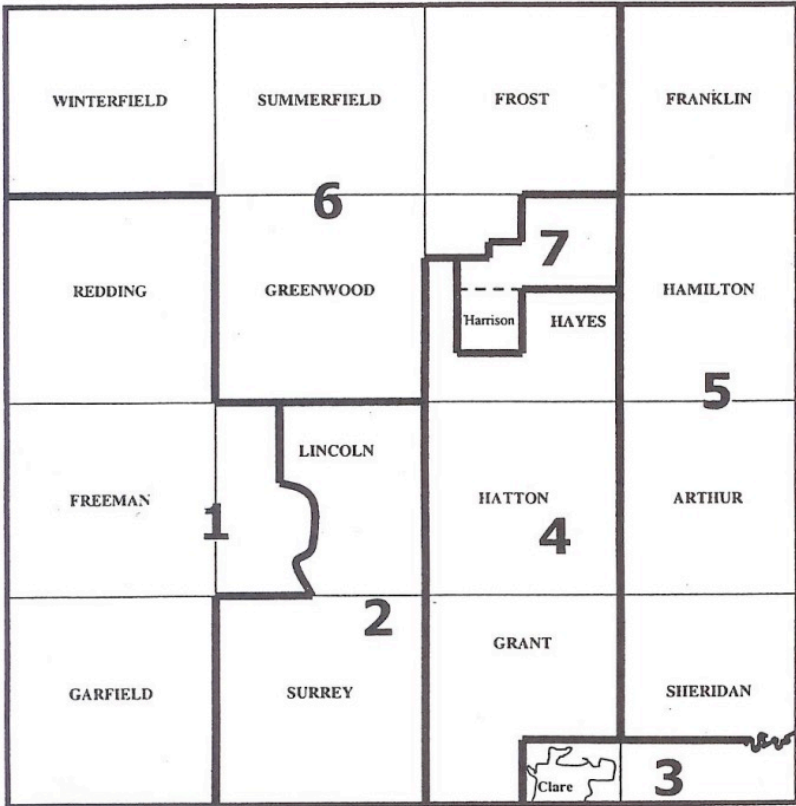 WINTERFIELD
SUMMERFIELD
FROST
FRANKLIN
6
7
REDDING
GREENWOOD
HAMILTON
Harrison
HAYES
5
LINCOLN
FREEMAN
1
HATTON
4
ARTHUR
2
GRANT
GARFIELD
SURREY
SHERIDAN
Clare
3